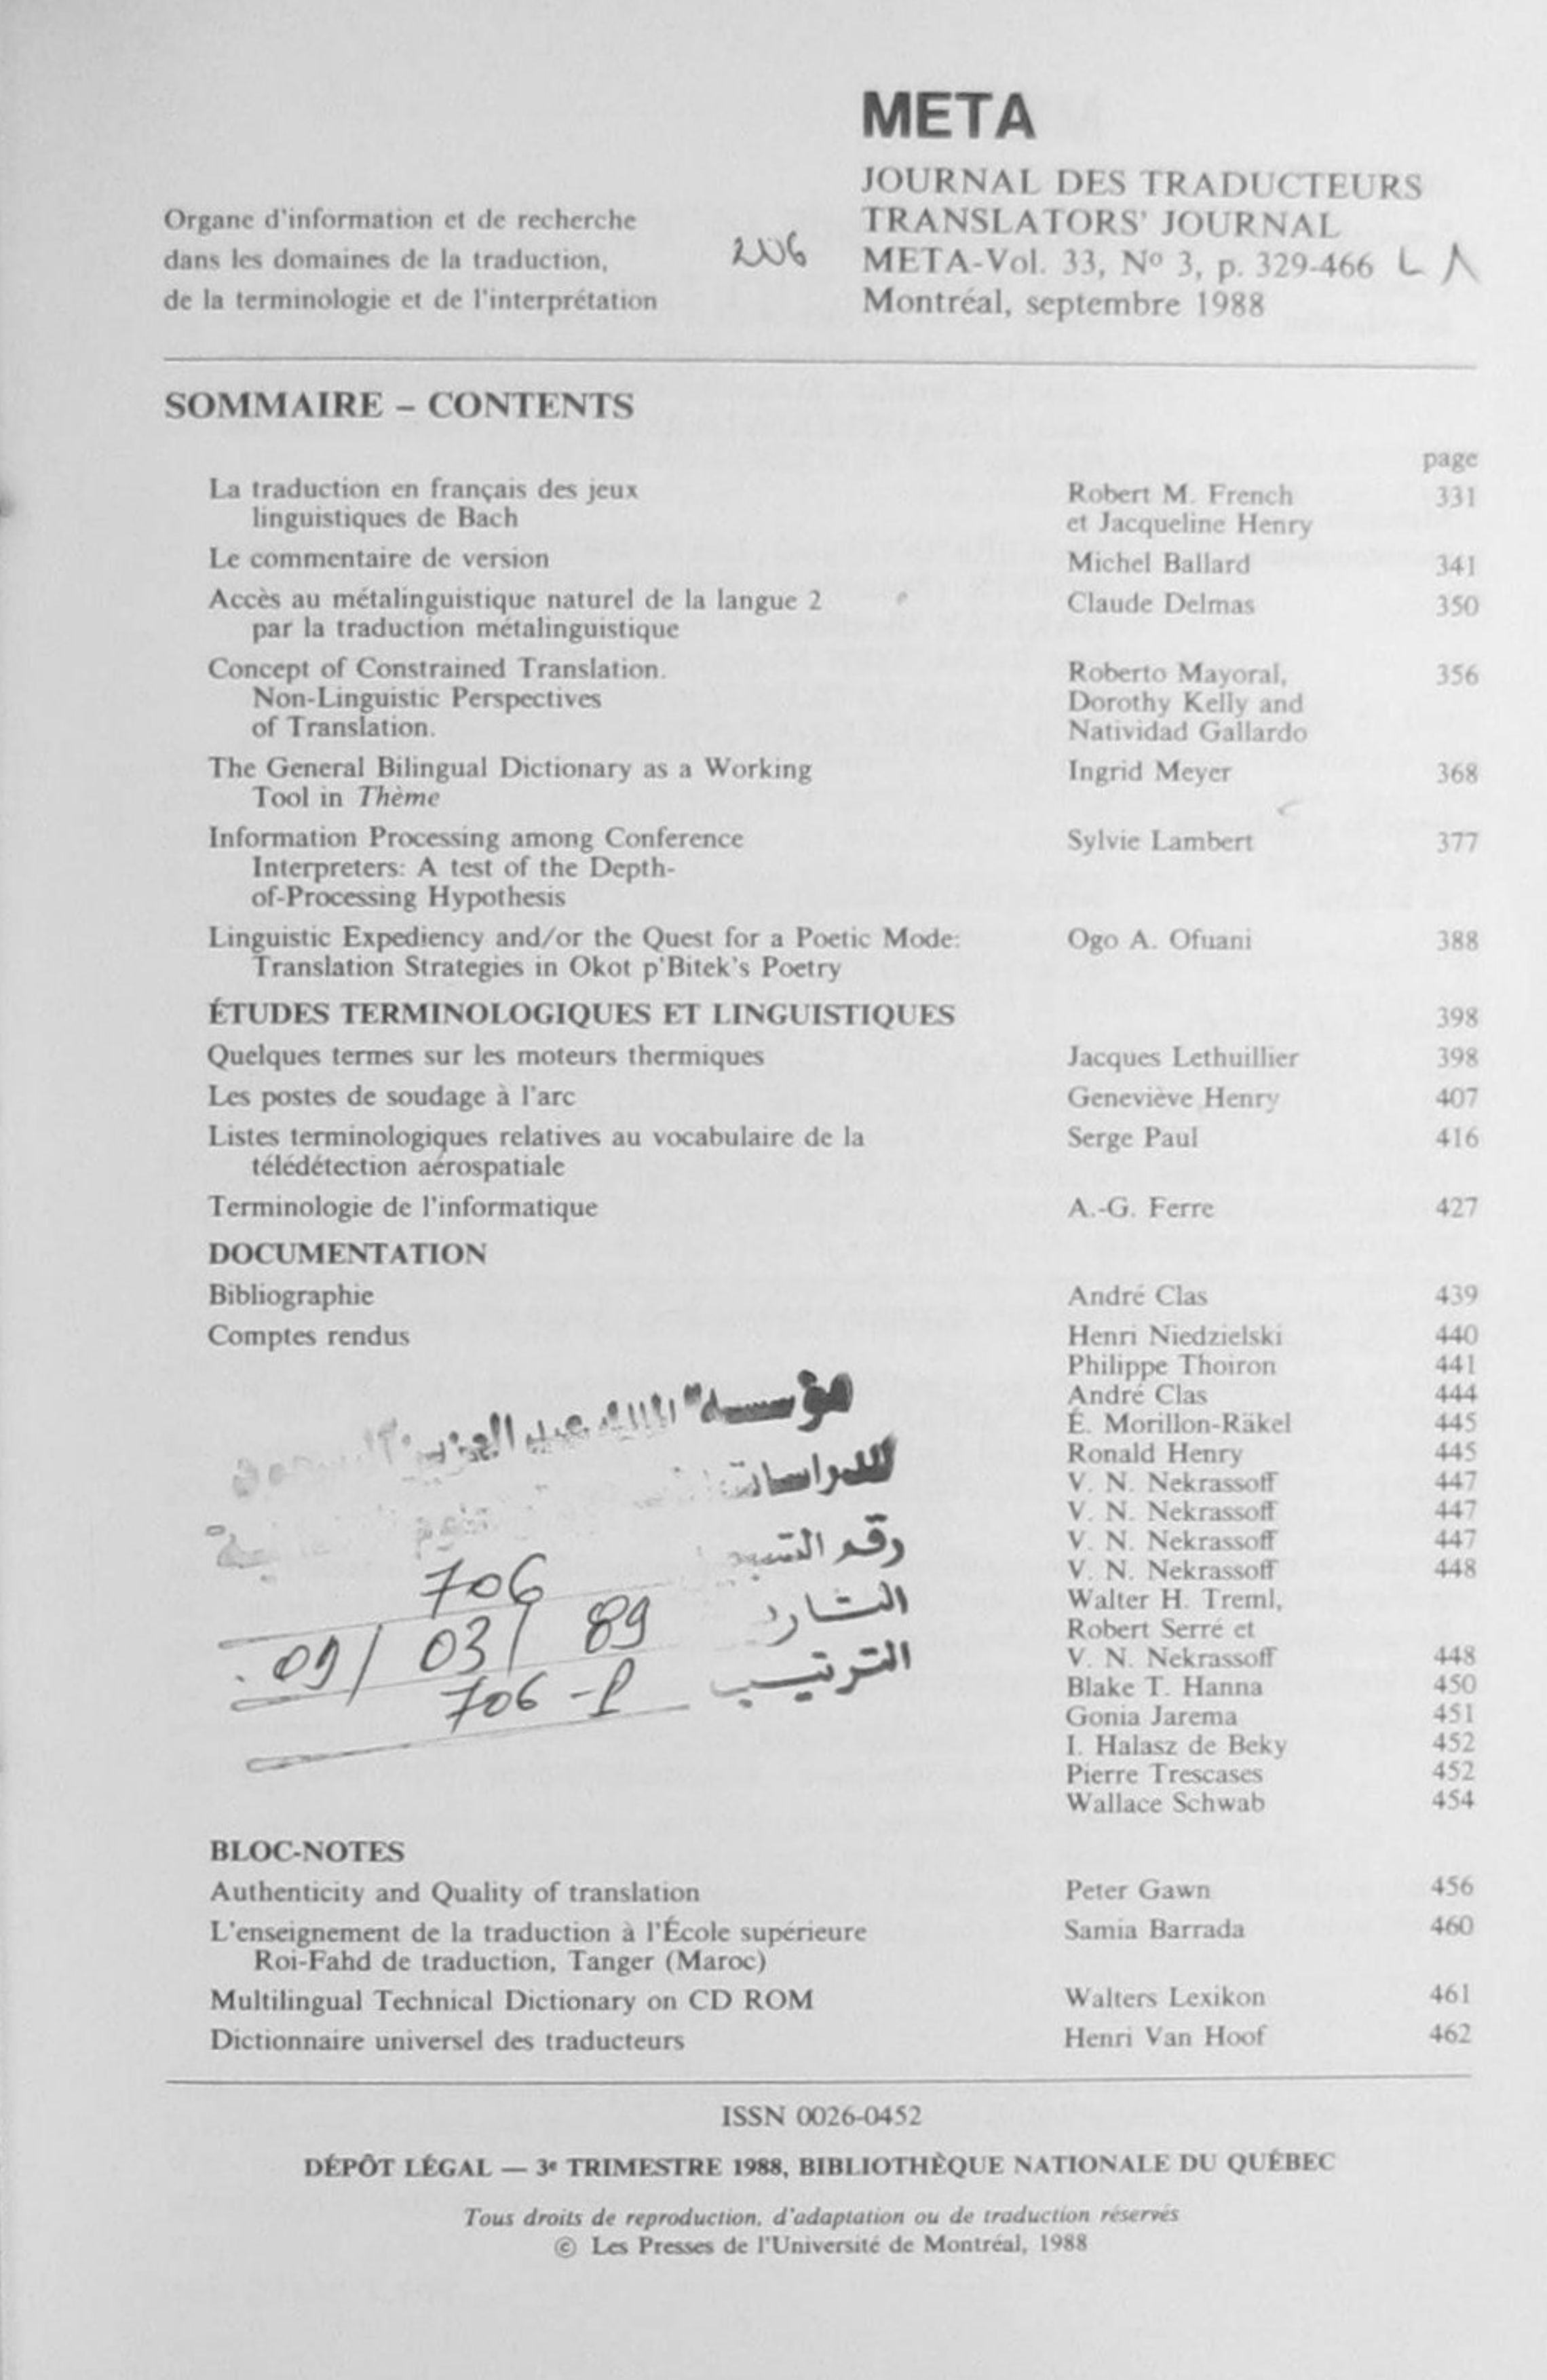 META
JOURNAL DES TRADUCTEURS
TRANSLATORS' JOURNAL
META-Vol. 33, Nº 3, p. 329-466
Montréal, septembre 1988
Organe d'information et de recherche
dans les domaines de la traduction,
de la terminologie et de l'interprétation
SOMMAIRE – CONTENTS
page
La traduction en français des jeux Robert M. French 331
linguistiques de Bach et Jacqueline Henry
Le commentaire de version Michel Ballard 341
Accès au métalinguistique naturel de la langue 2 Claude Delmas 350
par la traduction métalinguistique
Concept of Constrained Translation. Roberto Mayoral, 356
Non-Linguistic Perspectives Dorothy Kelly and
of Translation. Natividad Gallardo
The General Bilingual Dictionary as a Working Ingrid Meyer 368
Tool in Thème
Information Processing among Conference Sylvie Lambert 377
Interpreters: A test of the Depth-
of-Processing Hypothesis
Linguistic Expediency and/or the Quest for a Poetic Mode: Ogo A. Ofuani 388
Translation Strategies in Okot p'Bitek's Poetry
ÉTUDES TERMINOLOGIQUES ET LINGUISTIQUES 398
Quelques termes sur les moteurs thermiques Jacques Lethuillier 398
Les postes de soudage à l'arc Geneviève Henry 407
Listes terminologiques relatives au vocabulaire de la Serge Paul 416
télédétection aérospatiale
Terminologie de l'informatique A.-G. Ferre 427
DOCUMENTATION
Bibliographie André Clas 439
Comptes rendus Henri Niedzielski 440
Philippe Thoiron 441
André Clas 444
É. Morillon-Räkel 445
Ronald Henry 445
V. N. Nekrassoff 447
V. N. Nekrassoff 447
V. N. Nekrassoff 447
V. N. Nekrassoff 448
Walter H. Treml,
Robert Serré et
V. N. Nekrassoff 448
Blake T. Hanna 450
Gonia Jarema 451
I. Halasz de Beky 452
Pierre Trescases 452
Wallace Schwab 454
مؤسسة الملك عبد العزيز
للدراسات
رقم 706
09/ 03/ 89
الترتيب 706
BLOC-NOTES
Authenticity and Quality of translation Peter Gawn 456
L'enseignement de la traduction à l'École supérieure Samia Barrada 460
Roi-Fahd de traduction, Tanger (Maroc)
Multilingual Technical Dictionary on CD ROM Walters Lexikon 461
Dictionnaire universel des traducteurs Henri Van Hoof 462
ISSN 0026-0452
DÉPÔT LÉGAL — 3e TRIMESTRE 1988, BIBLIOTHÈQUE NATIONALE DU QUÉBEC
Tous droits de reproduction, d'adaptation ou de traduction réservés
© Les Presses de l'Université de Montréal, 1988